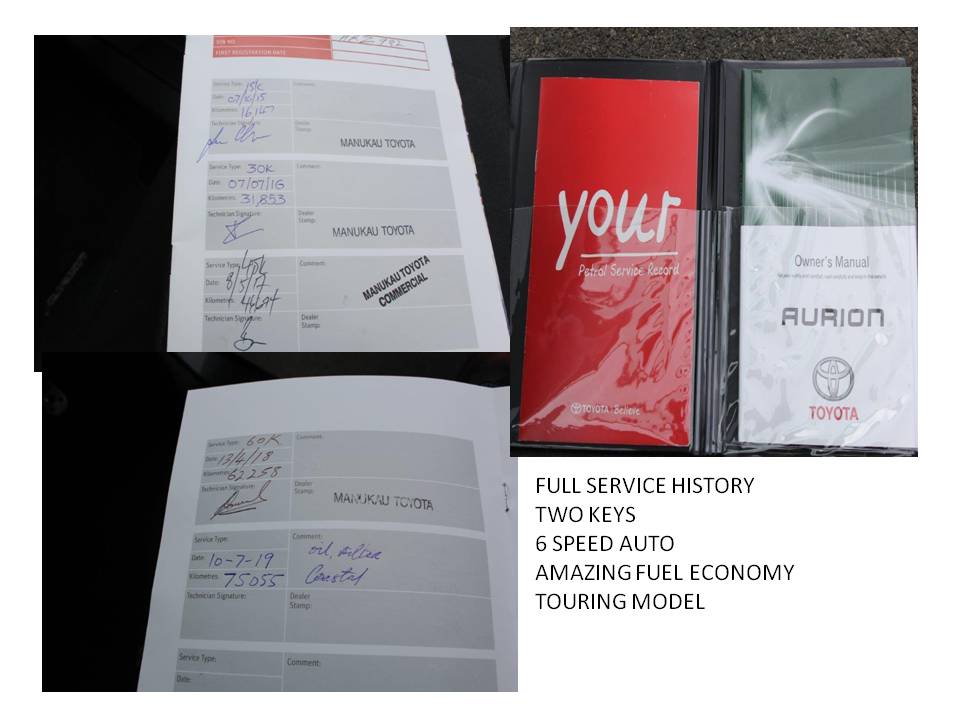 JOB NO.
FIRST REGISTRATION DATE
Service Type: 15K
Comment:
Date: 07/10/15
Kilometres: 16,147
Technician Signature:
Dealer Stamp:
MANUKAU TOYOTA
Service Type: 30K
Comment:
Date: 07/07/16
Kilometres: 31,853
Technician Signature:
Dealer Stamp:
MANUKAU TOYOTA
Service Type: 45K
Comment:
Date: 8/5/17
Kilometres:
MANUKAU TOYOTA
COMMERCIAL
Technician Signature:
Dealer Stamp:
your
Petrol Service Record
TOYOTA Believe
Owner's Manual
AURION
TOYOTA
Service Type: 60K
Comment:
Date: 13/4/18
Kilometres: 62258
Technician Signature:
Dealer Stamp:
MANUKAU TOYOTA
Service Type:
Comment:
oil, filter
Coastal
Date: 10-7-19
Kilometres: 75055
Technician Signature:
Dealer Stamp:
Service Type:
Comment:
Date:
FULL SERVICE HISTORY
TWO KEYS
6 SPEED AUTO
AMAZING FUEL ECONOMY
TOURING MODEL